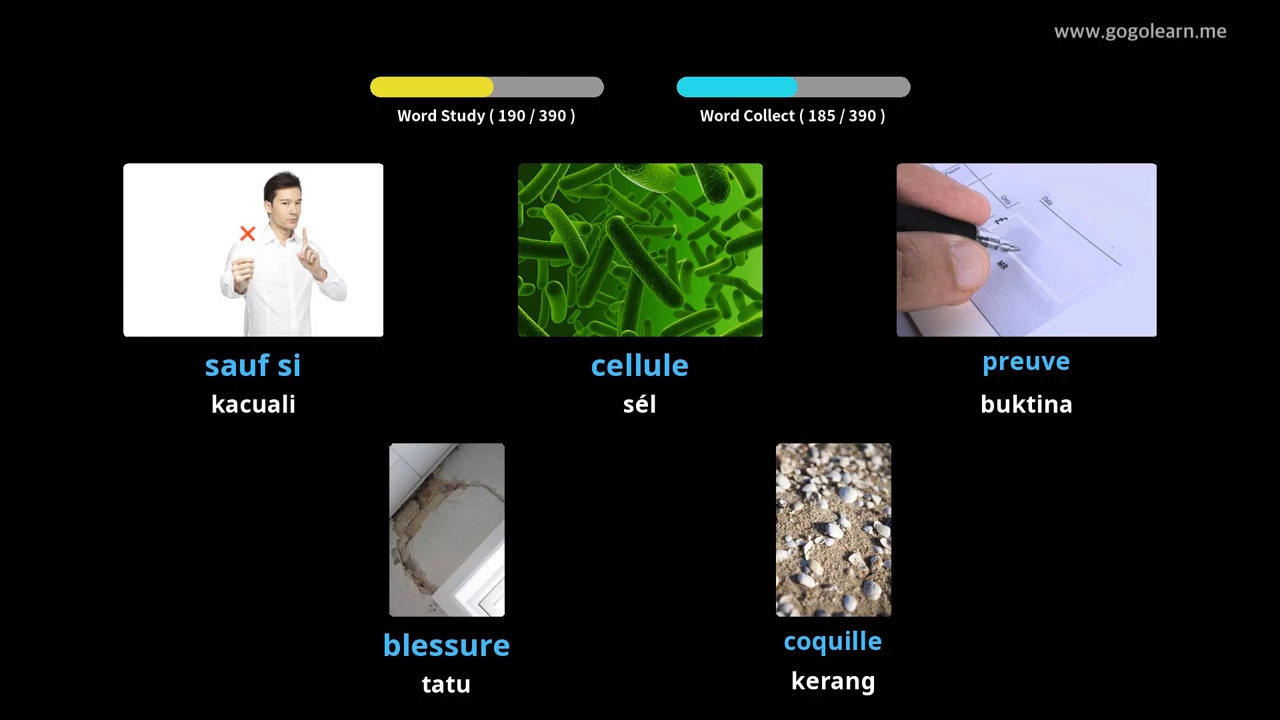 www.gogolearn.me
Word Study ( 190 / 390 )
Word Collect ( 185 / 390 )
sauf si
kacuali
cellule
sél
preuve
buktina
blessure
tatu
coquille
kerang